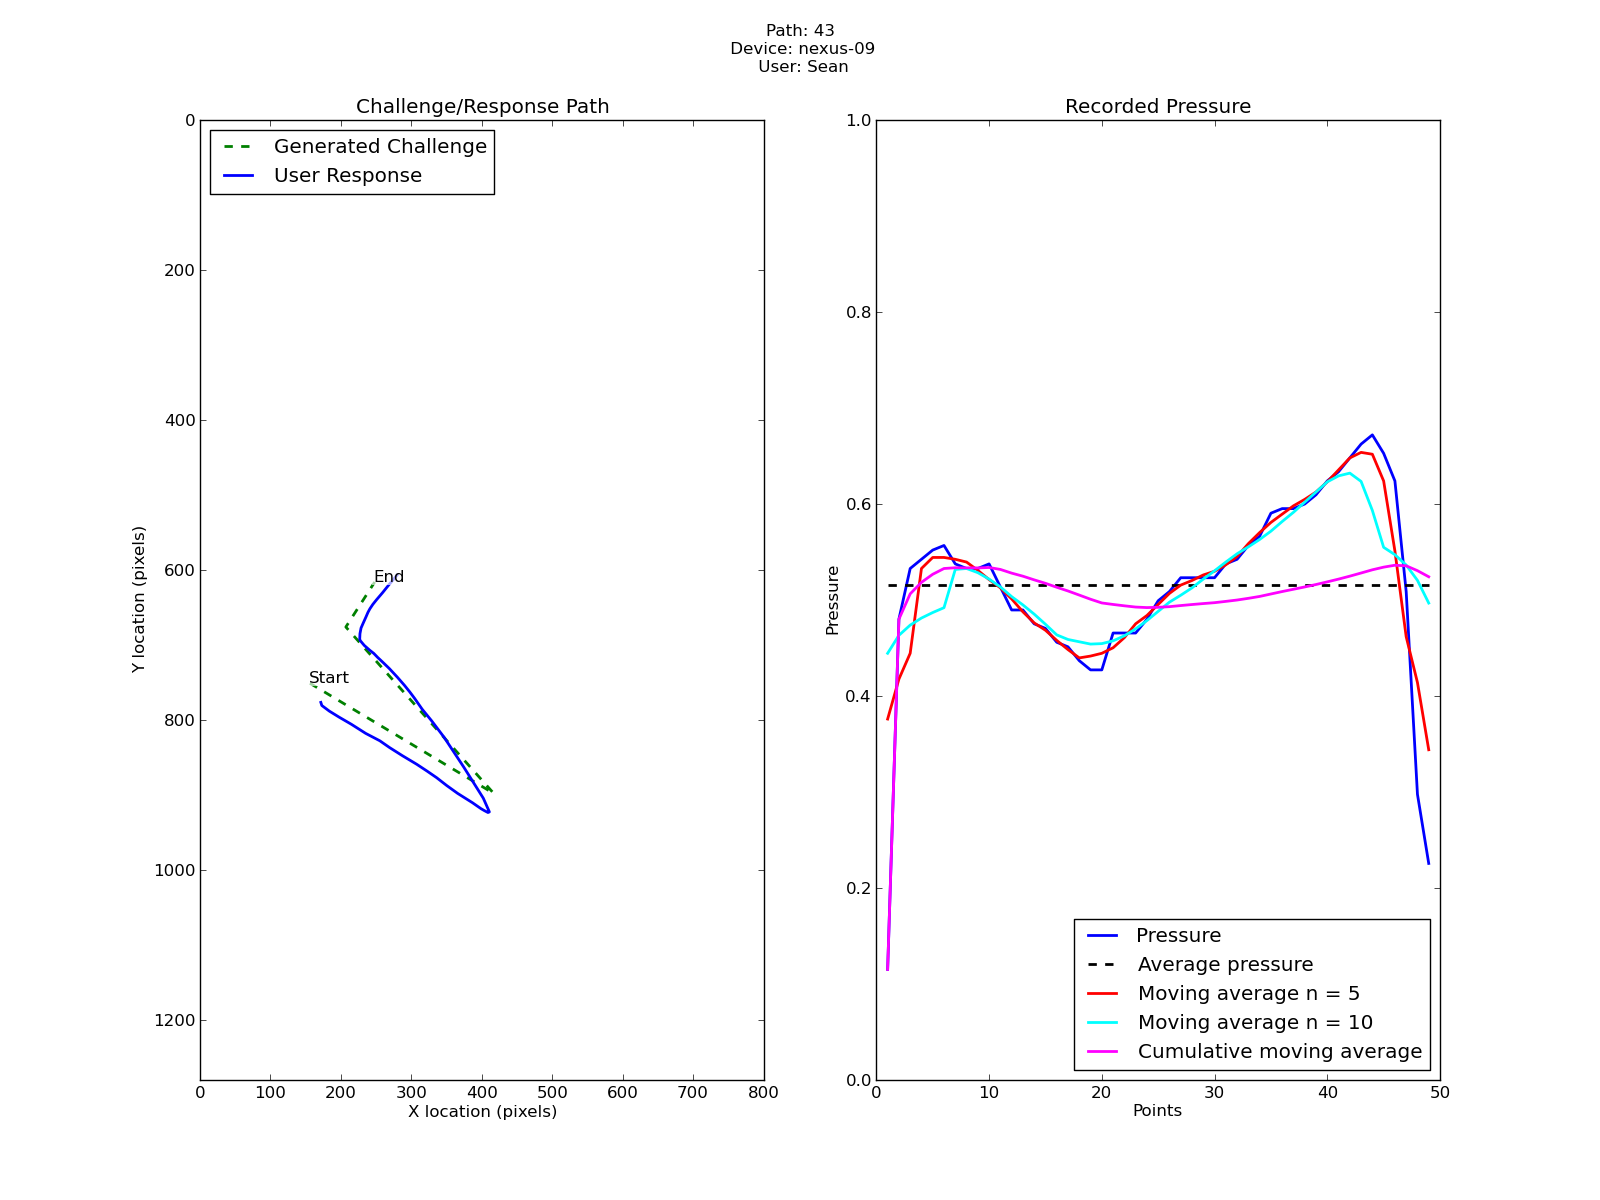 Path: 43
Device: nexus-09
User: Sean
Challenge/Response Path
Generated Challenge
User Response
End
Start
0
200
400
600
800
1000
1200
Y location (pixels)
0 100 200 300 400 500 600 700 800
X location (pixels)
Recorded Pressure
1.0
0.8
0.6
0.4
0.2
0.0
Pressure
Pressure
Average pressure
Moving average n = 5
Moving average n = 10
Cumulative moving average
0 10 20 30 40 50
Points